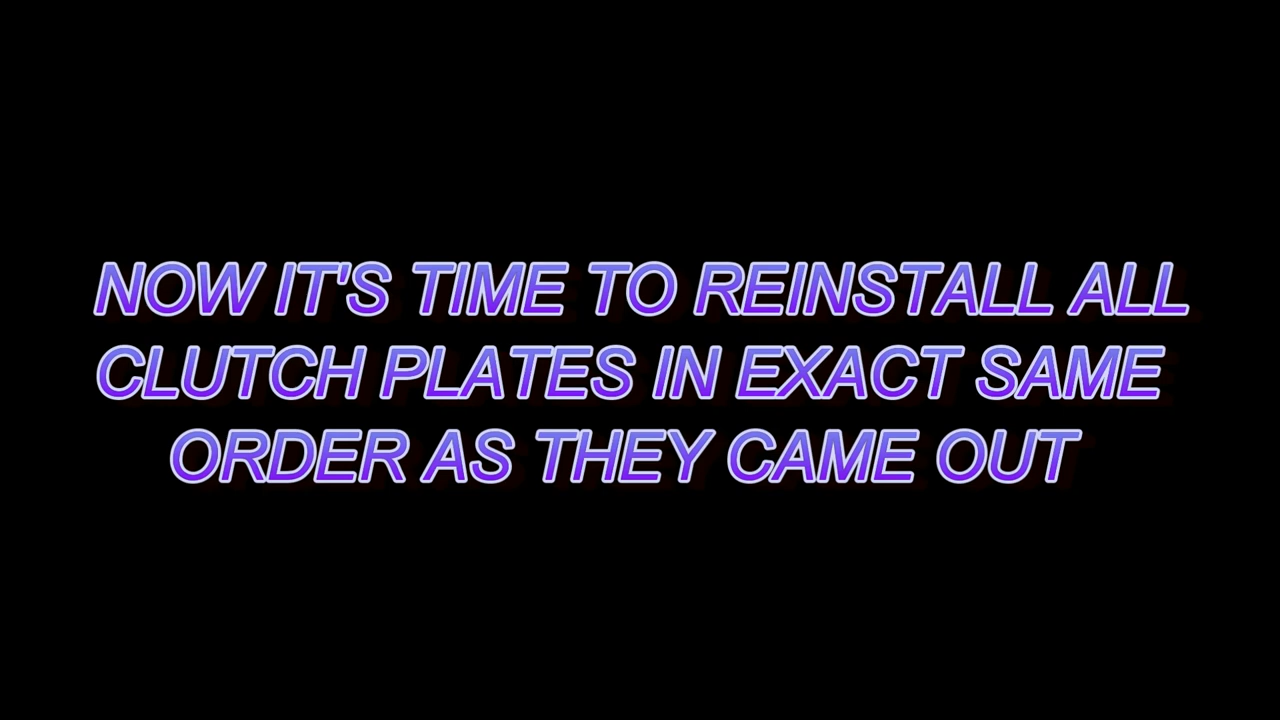 NOW IT'S TIME TO REINSTALL ALL
CLUTCH PLATES IN EXACT SAME
ORDER AS THEY CAME OUT